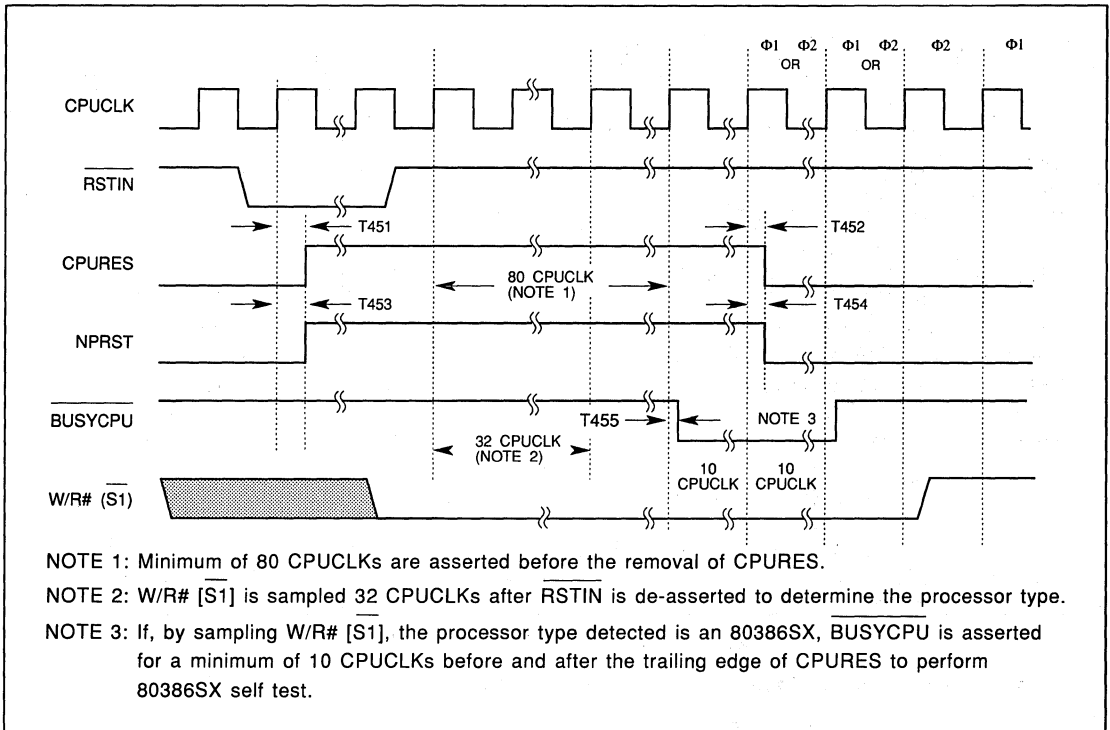 Φ1 Φ2 Φ1 Φ2 Φ2 Φ1
OR OR
CPUCLK
RSTIN
T451 T452
CPURES
80 CPUCLK
(NOTE 1)
T453 T454
NPRST
BUSYCPU
T455 NOTE 3
32 CPUCLK
(NOTE 2)
10 10
CPUCLK CPUCLK
W/R# (S1)
NOTE 1: Minimum of 80 CPUCLKs are asserted before the removal of CPURES.
NOTE 2: W/R# [S1] is sampled 32 CPUCLKs after RSTIN is de-asserted to determine the processor type.
NOTE 3: If, by sampling W/R# [S1], the processor type detected is an 80386SX, BUSYCPU is asserted
for a minimum of 10 CPUCLKs before and after the trailing edge of CPURES to perform
80386SX self test.